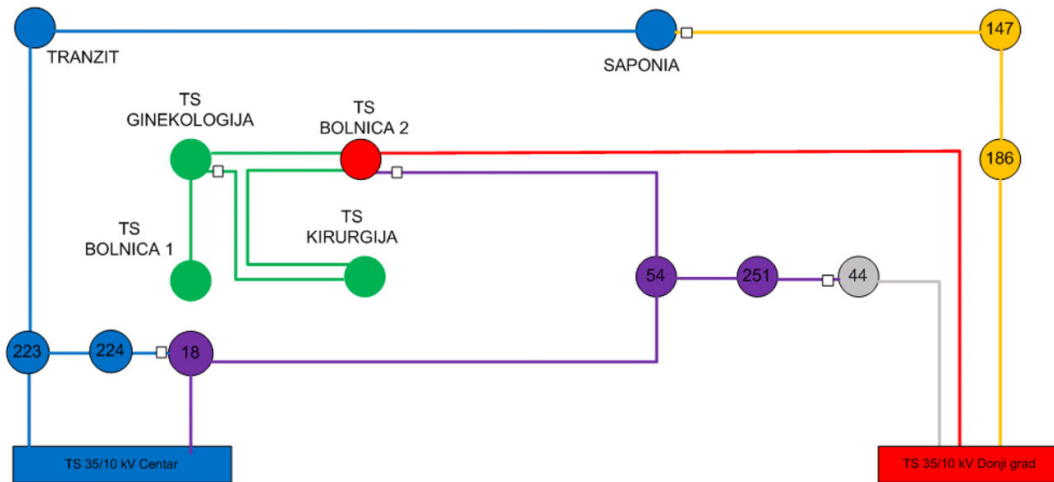 TRANZIT
SAPONIA
147
TS
GINEKOLOGIJA
TS
BOLNICA 2
186
TS
BOLNICA 1
TS
KIRURGIJA
54
251
44
223
224
18
TS 35/10 kV Centar
TS 35/10 kV Donji grad